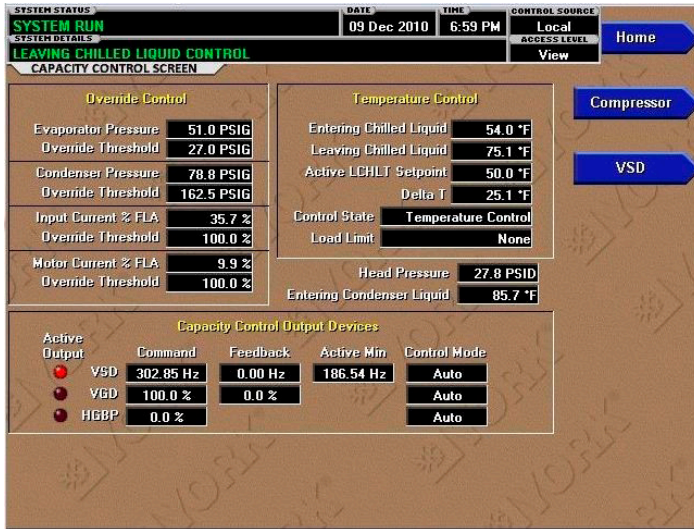 SYSTEM STATUS
SYSTEM RUN
DATE
09 Dec 2010
TIME
6:59 PM
CONTROL SOURCE
Local
SYSTEM DETAILS
LEAVING CHILLED LIQUID CONTROL
ACCESS LEVEL
View
CAPACITY CONTROL SCREEN
Home
Compressor
VSD
Override Control
Evaporator Pressure 51.0 PSIG
Override Threshold 27.0 PSIG
Condenser Pressure 78.8 PSIG
Override Threshold 162.5 PSIG
Input Current % FLA 35.7 %
Override Threshold 100.0 %
Motor Current % FLA 9.9 %
Override Threshold 100.0 %
Temperature Control
Entering Chilled Liquid 54.0 °F
Leaving Chilled Liquid 75.1 °F
Active LCHLT Setpoint 50.0 °F
Delta T 25.1 °F
Control State Temperature Control
Load Limit None
Head Pressure 27.8 PSID
Entering Condenser Liquid 85.7 °F
Capacity Control Output Devices
Active Output Command Feedback Active Min Control Mode
VSD 302.85 Hz 0.00 Hz 186.54 Hz Auto
VGD 100.0 % 0.0 % Auto
HGBP 0.0 % Auto
YORK